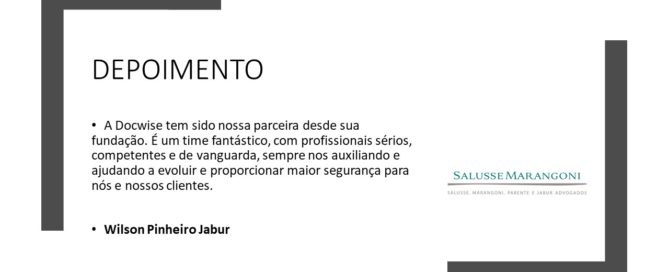 DEPOIMENTO
• A Docwise tem sido nossa parceira desde sua
fundação. É um time fantástico, com profissionais sérios,
competentes e de vanguarda, sempre nos auxiliando e
ajudando a evoluir e proporcionar maior segurança para
nós e nossos clientes.
• Wilson Pinheiro Jabur
SALUSSE MARANGONI
SALUSSE, MARANGONI, PARENTE E JABUR ADVOGADOS